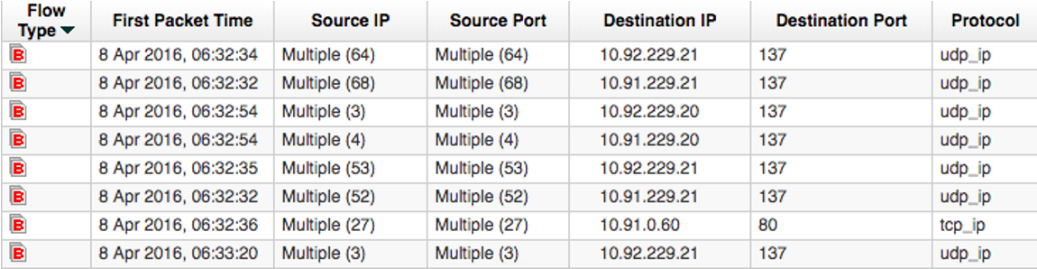 Flow Type First Packet Time Source IP Source Port Destination IP Destination Port Protocol
B 8 Apr 2016, 06:32:34 Multiple (64) Multiple (64) 10.92.229.21 137 udp_ip
B 8 Apr 2016, 06:32:32 Multiple (68) Multiple (68) 10.91.229.21 137 udp_ip
B 8 Apr 2016, 06:32:54 Multiple (3) Multiple (3) 10.92.229.20 137 udp_ip
B 8 Apr 2016, 06:32:54 Multiple (4) Multiple (4) 10.91.229.20 137 udp_ip
B 8 Apr 2016, 06:32:35 Multiple (53) Multiple (53) 10.92.229.21 137 udp_ip
B 8 Apr 2016, 06:32:32 Multiple (52) Multiple (52) 10.91.229.21 137 udp_ip
B 8 Apr 2016, 06:32:36 Multiple (27) Multiple (27) 10.91.0.60 80 tcp_ip
B 8 Apr 2016, 06:33:20 Multiple (3) Multiple (3) 10.92.229.21 137 udp_ip